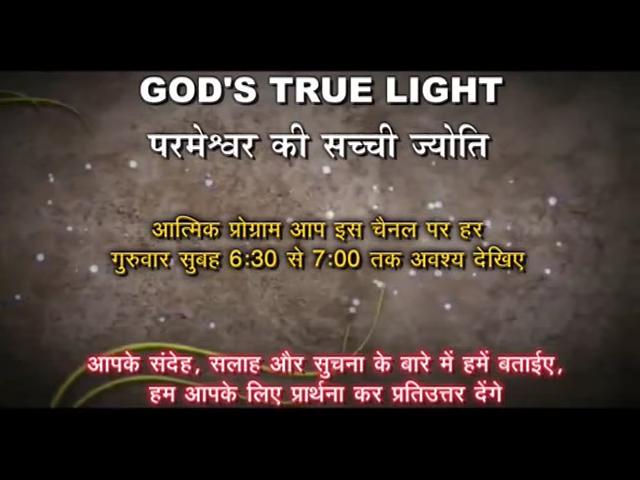 GOD'S TRUE LIGHT
परमेश्वर की सच्ची ज्योति
आत्मिक प्रोग्राम आप इस चैनल पर हर
गुरुवार सुबह 6:30 से 7:00 तक अवश्य देखिए
आपके संदेह, सलाह और सुचना के बारे में हमें बताईए,
हम आपके लिए प्रार्थना कर प्रतिउत्तर देंगे